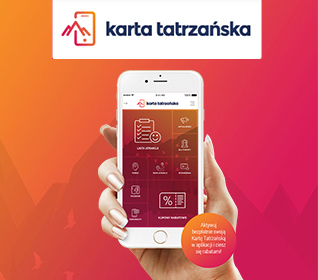 karta tatrzańska
karta tatrzańska
LISTA ATRAKCJI
KUPONY RABATOWE
Aktywuj
bezpłatnie swoją
Kartę Tatrzańską
w aplikacji i ciesz
się rabatami!